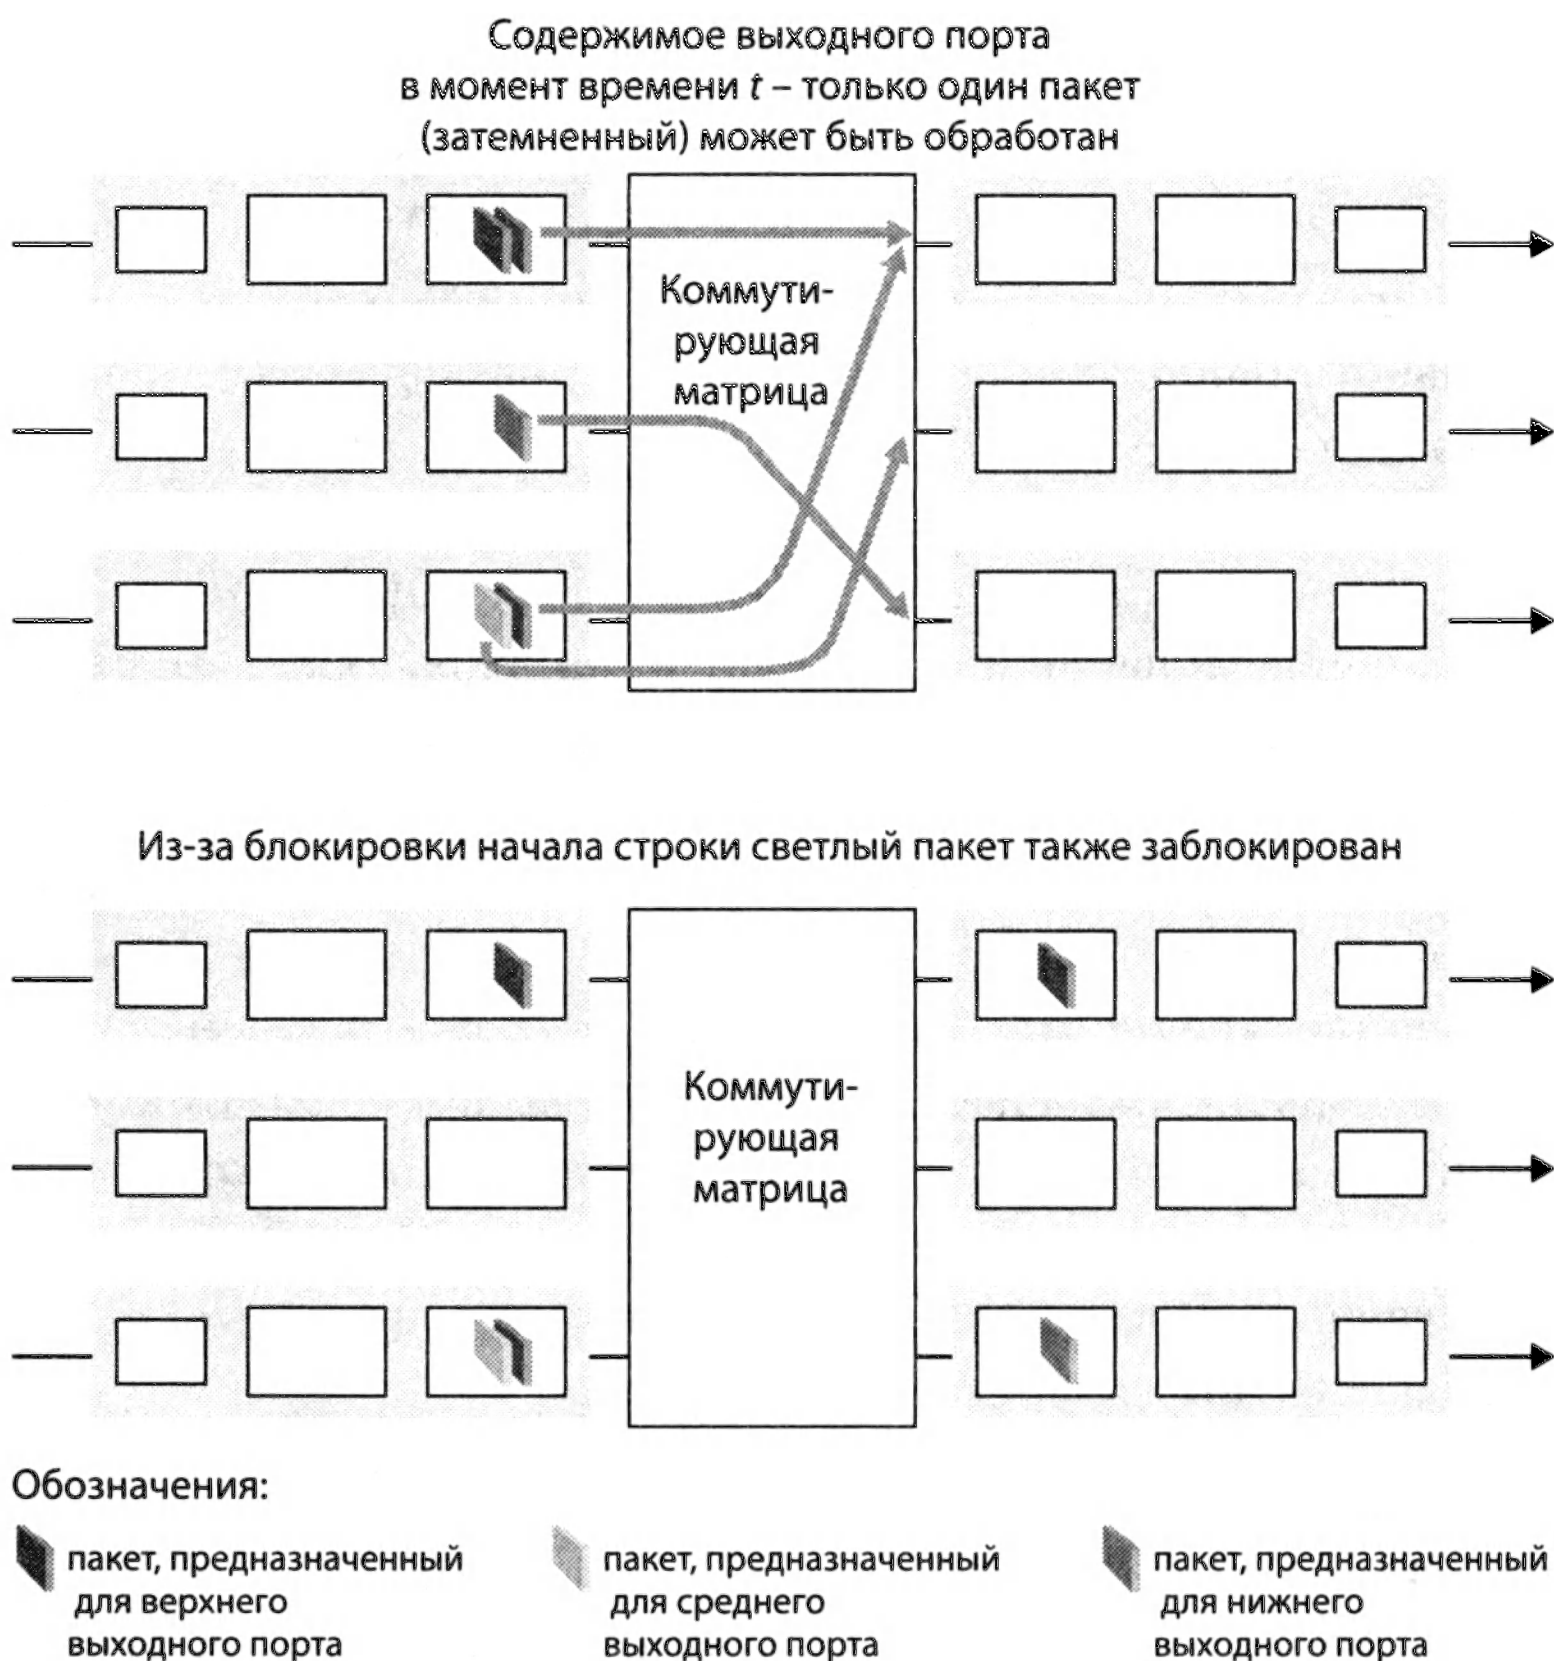 Содержимое выходного порта
в момент времени t – только один пакет
(затемненный) может быть обработан
Коммути-
рующая
матрица
Из-за блокировки начала строки светлый пакет также заблокирован
Коммути-
рующая
матрица
Обозначения:
пакет, предназначенный
для верхнего
выходного порта
пакет, предназначенный
для среднего
выходного порта
пакет, предназначенный
для нижнего
выходного порта